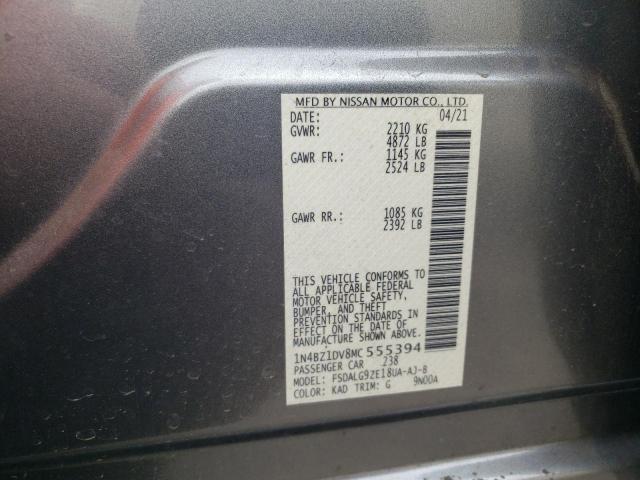 MFD BY NISSAN MOTOR CO., LTD.
DATE: 04/21
GVWR: 2210 KG
4872 LB
GAWR FR.: 1145 KG
2524 LB
GAWR RR.: 1085 KG
2392 LB
THIS VEHICLE CONFORMS TO
ALL APPLICABLE FEDERAL
MOTOR VEHICLE SAFETY,
BUMPER, AND THEFT
PREVENTION STANDARDS IN
EFFECT ON THE DATE OF
MANUFACTURE SHOWN ABOVE.
1N4BZ1DV8MC 555394
PASSENGER CAR 238
MODEL: FSDALG9ZE18UA-AJ-B
COLOR: KAD TRIM: G 9N00A